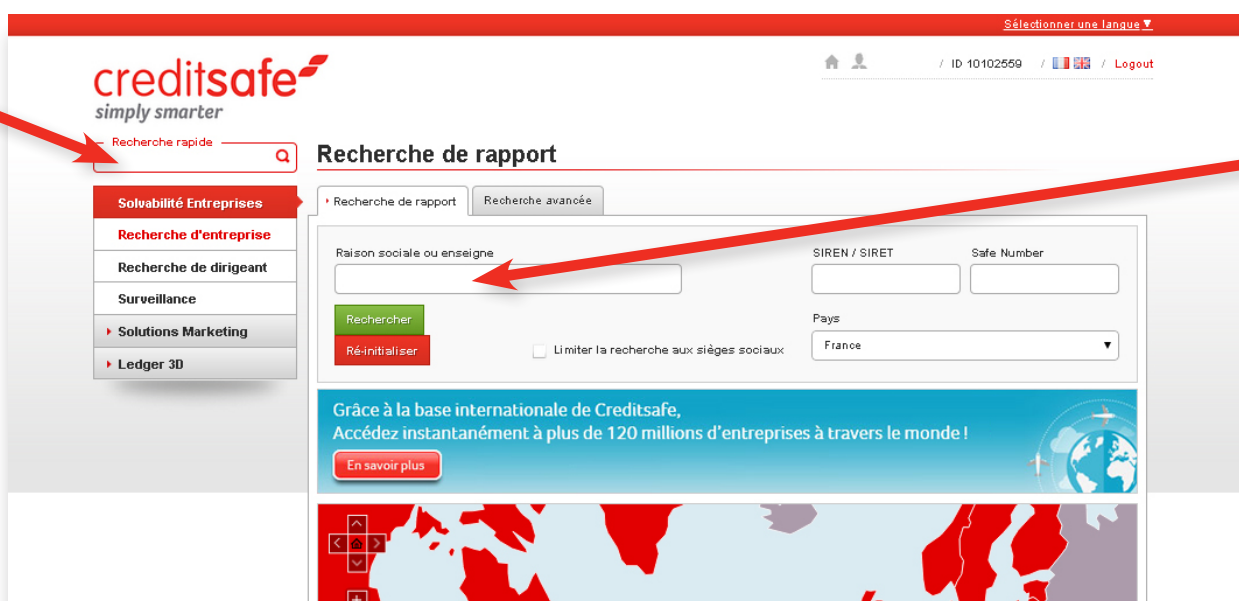 Sélectionner une langue ▼
creditsafe
simply smarter
/ ID 10102559 / / Logout
Recherche rapide
Recherche de rapport
Solvabilité Entreprises
Recherche d'entreprise
Recherche de dirigeant
Surveillance
Solutions Marketing
Ledger 3D
Recherche de rapport
Recherche avancée
Raison sociale ou enseigne
SIREN / SIRET
Safe Number
Rechercher
Pays
Ré-initialiser
Limiter la recherche aux sièges sociaux
France
Grâce à la base internationale de Creditsafe,
Accédez instantanément à plus de 120 millions d'entreprises à travers le monde !
En savoir plus